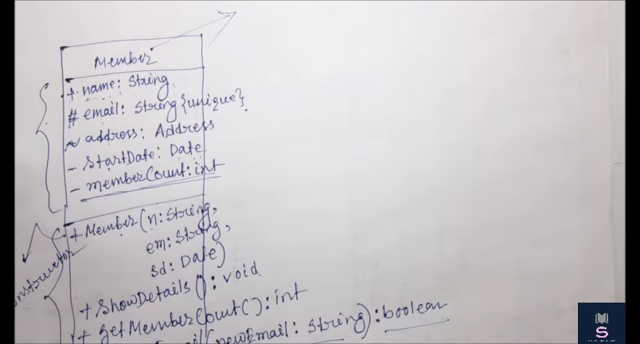 Member
+ name: String
# email: String {unique}
~ address: Address
- startDate: Date
- memberCount: int
+ Member(n: String,
em: String,
sd: Date)
+ ShowDetails(): void
+ getMemberCount(): int
(newEmail: String): boolean
S